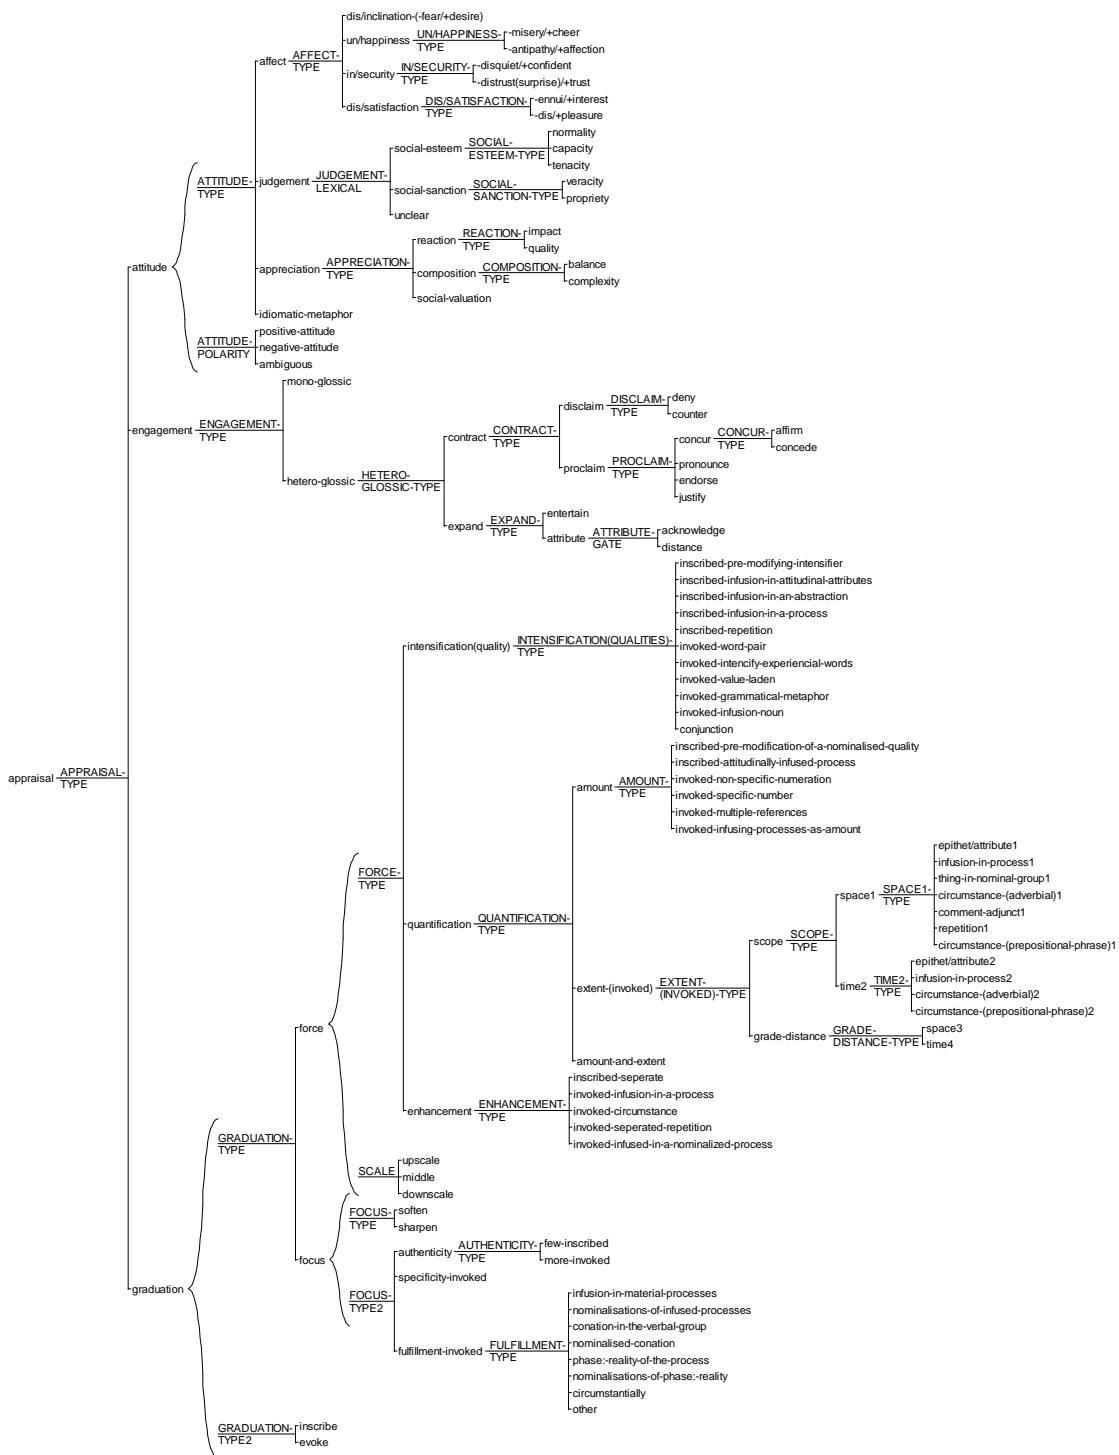 dis/inclination-(-fear/+desire)
un/happiness UN/HAPPINESS-TYPE -misery/+cheer
-antipathy/+affection
affect AFFECT-TYPE
in/security IN/SECURITY-TYPE -disquiet/+confident
-distrust(surprise)/+trust
dis/satisfaction DIS/SATISFACTION-TYPE -ennui/+interest
-dis/+pleasure
social-esteem SOCIAL-ESTEEM-TYPE normality
capacity
tenacity
ATTITUDE-TYPE judgement JUDGEMENT-LEXICAL
social-sanction SOCIAL-SANCTION-TYPE veracity
propriety
unclear
attitude
reaction REACTION-TYPE impact
quality
appreciation APPRECIATION-TYPE
composition COMPOSITION-TYPE balance
complexity
social-valuation
idiomatic-metaphor
ATTITUDE-POLARITY positive-attitude
negative-attitude
ambiguous
mono-glossic
engagement ENGAGEMENT-TYPE
disclaim DISCLAIM-TYPE deny
counter
contract CONTRACT-TYPE
concur CONCUR-TYPE affirm
concede
proclaim PROCLAIM-TYPE
pronounce
endorse
justify
hetero-glossic HETERO-GLOSSIC-TYPE
expand EXPAND-TYPE entertain
attribute ATTRIBUTE-GATE acknowledge
distance
inscribed-pre-modifying-intensifier
inscribed-infusion-in-attitudinal-attributes
inscribed-infusion-in-an-abstraction
inscribed-infusion-in-a-process
inscribed-repetition
intensification(quality) INTENSIFICATION(QUALITIES)-TYPE
invoked-word-pair
invoked-intencify-experiencial-words
invoked-value-laden
invoked-grammatical-metaphor
invoked-infusion-noun
conjunction
appraisal APPRAISAL-TYPE
inscribed-pre-modification-of-a-nominalised-quality
inscribed-attitudinally-infused-process
amount AMOUNT-TYPE
invoked-non-specific-numeration
invoked-specific-number
invoked-multiple-references
invoked-infusing-processes-as-amount
FORCE-TYPE
quantification QUANTIFICATION-TYPE
epithet/attribute1
infusion-in-process1
thing-in-nominal-group1
space1 SPACE1-TYPE
circumstance-(adverbial)1
comment-adjunct1
repetition1
circumstance-(prepositional-phrase)1
scope SCOPE-TYPE
epithet/attribute2
infusion-in-process2
time2 TIME2-TYPE
circumstance-(adverbial)2
circumstance-(prepositional-phrase)2
extent-(invoked) EXTENT-(INVOKED)-TYPE
grade-distance GRADE-DISTANCE-TYPE space3
time4
amount-and-extent
force
inscribed-seperate
invoked-infusion-in-a-process
enhancement ENHANCEMENT-TYPE
invoked-circumstance
invoked-seperated-repetition
invoked-infused-in-a-nominalized-process
GRADUATION-TYPE
SCALE upscale
middle
downscale
FOCUS-TYPE soften
sharpen
focus
authenticity AUTHENTICITY-TYPE few-inscribed
more-invoked
specificity-invoked
graduation
FOCUS-TYPE2
infusion-in-material-processes
nominalisations-of-infused-processes
conation-in-the-verbal-group
nominalised-conation
fulfillment-invoked FULFILLMENT-TYPE
phase:-reality-of-the-process
nominalisations-of-phase:-reality
circumstantially
other
GRADUATION-TYPE2 inscribe
evoke